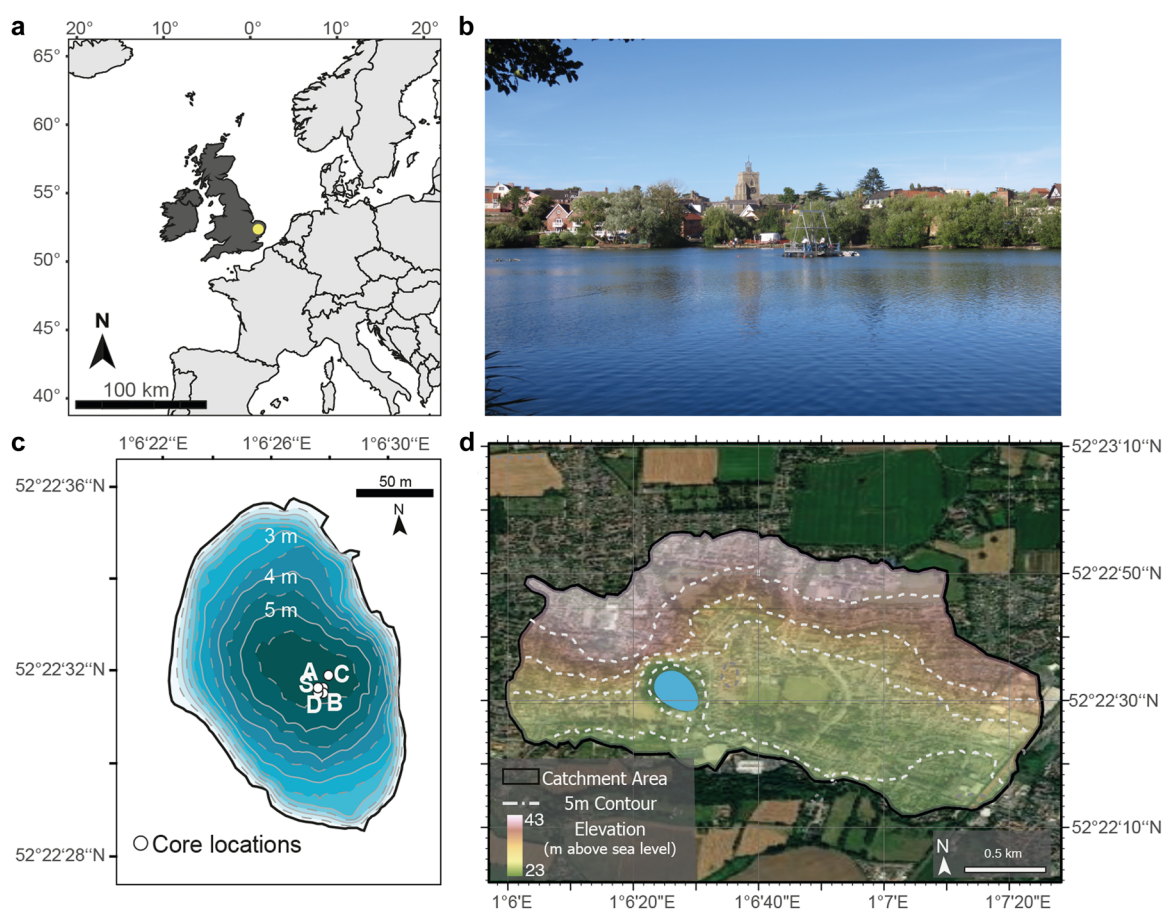 a
20° 10° 0° 10° 20°
65°
60°
55°
50°
45°
40°
N
100 km
b
c
1°6'22''E 1°6'26''E 1°6'30''E
52°22'36''N
52°22'32''N
52°22'28''N
50 m
N
3 m
4 m
5 m
A C
S
D B
Core locations
d
52°23'10''N
52°22'50''N
52°22'30''N
52°22'10''N
Catchment Area
5m Contour
43
Elevation
(m above sea level)
23
N
0.5 km
1°6'E 1°6'20"E 1°6'40"E 1°7'E 1°7'20"E